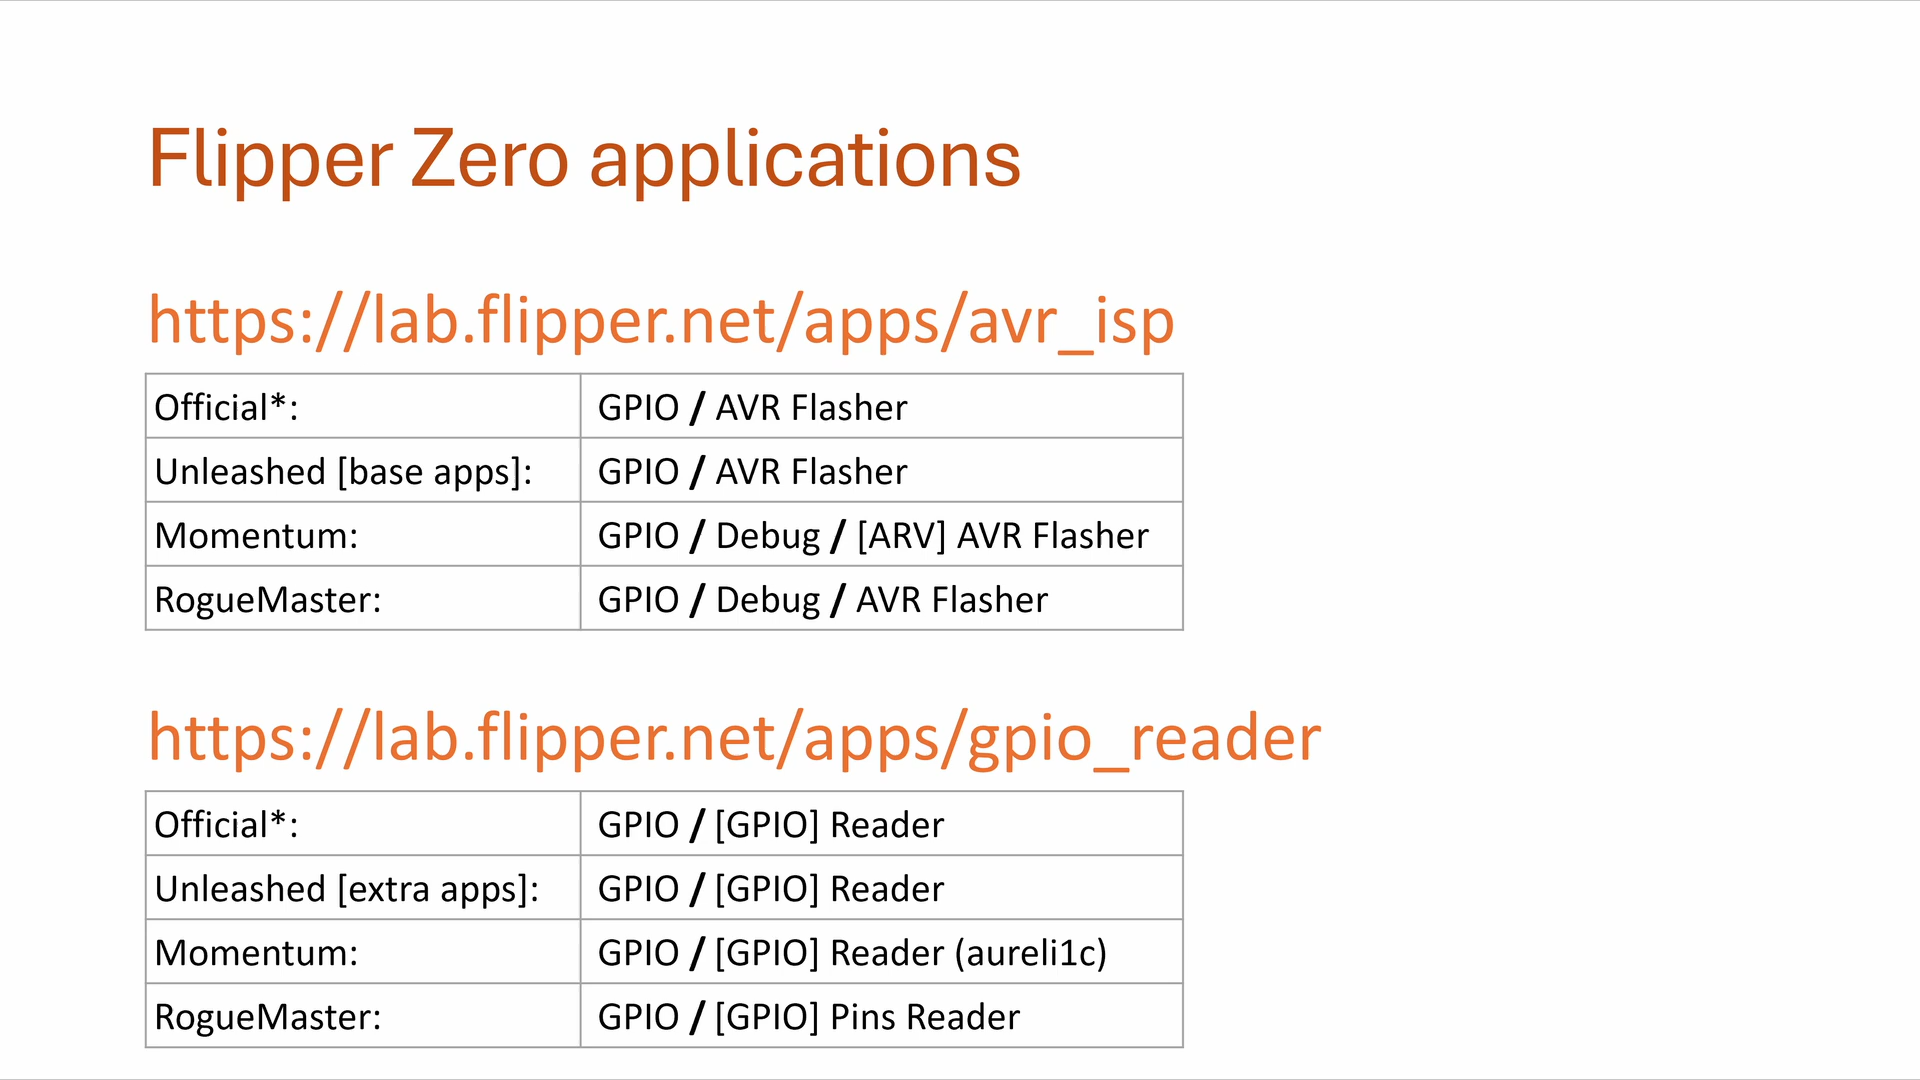 Flipper Zero applications
https://lab.flipper.net/apps/avr_isp
Official*: GPIO / AVR Flasher
Unleashed [base apps]: GPIO / AVR Flasher
Momentum: GPIO / Debug / [ARV] AVR Flasher
RogueMaster: GPIO / Debug / AVR Flasher
https://lab.flipper.net/apps/gpio_reader
Official*: GPIO / [GPIO] Reader
Unleashed [extra apps]: GPIO / [GPIO] Reader
Momentum: GPIO / [GPIO] Reader (aureli1c)
RogueMaster: GPIO / [GPIO] Pins Reader